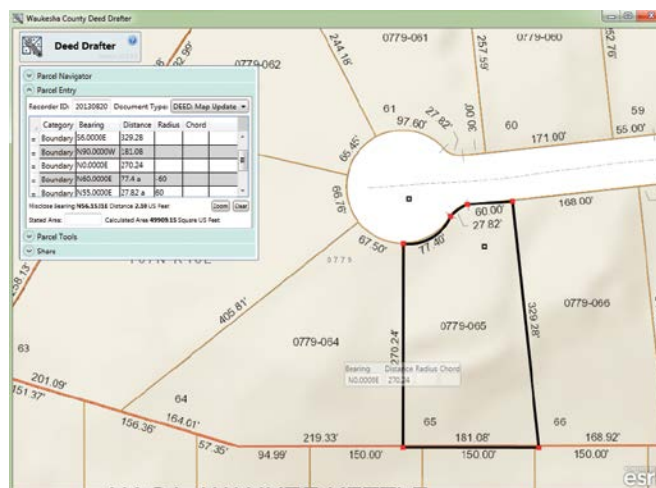 Waukesha County Deed Drafter
Deed Drafter
Parcel Navigator
Parcel Entry
Recorder ID: 20130820 Document Type: DEED: Map Update
Category Bearing Distance Radius Chord
Boundary S6.0000E 329.28
Boundary N90.0000W 181.08
Boundary N0.0000E 270.24
Boundary N60.0000E 77.4 a -60
Boundary N55.0000E 27.82 a 60
Misclose Bearing N56.1531E Distance 2.59 US Feet Zoom Clear
Stated Area: Calculated Area 49909.15 Square US Feet
Parcel Tools
Share
0779-062
244.16'
0779-061
257.59'
0779-060
252.76'
61
97.60'
27.82'
30.00'
60
171.00'
59
55.00'
65.45'
66.76'
67.50'
77.40'
60.00'
27.82'
168.00'
0779
258.13'
405.81'
270.24'
329.28'
0779-064
0779-065
0779-066
Bearing Distance Radius Chord
N0.0000E 270.24
63
201.09'
151.37'
64
164.01'
156.36'
57.35'
65
66
219.33'
181.08'
168.92'
94.99'
150.00'
150.00'
150.00'
esri